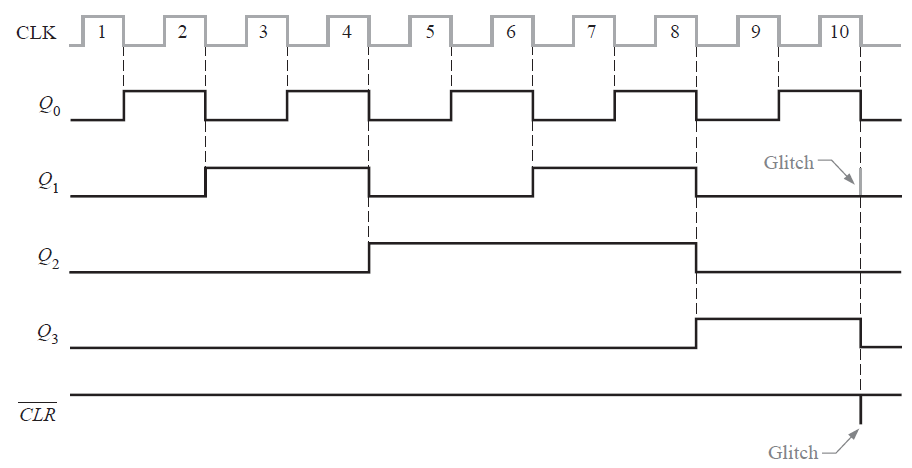 CLK 1 2 3 4 5 6 7 8 9 10
Q0
Glitch
Q1
Q2
Q3
CLR
Glitch